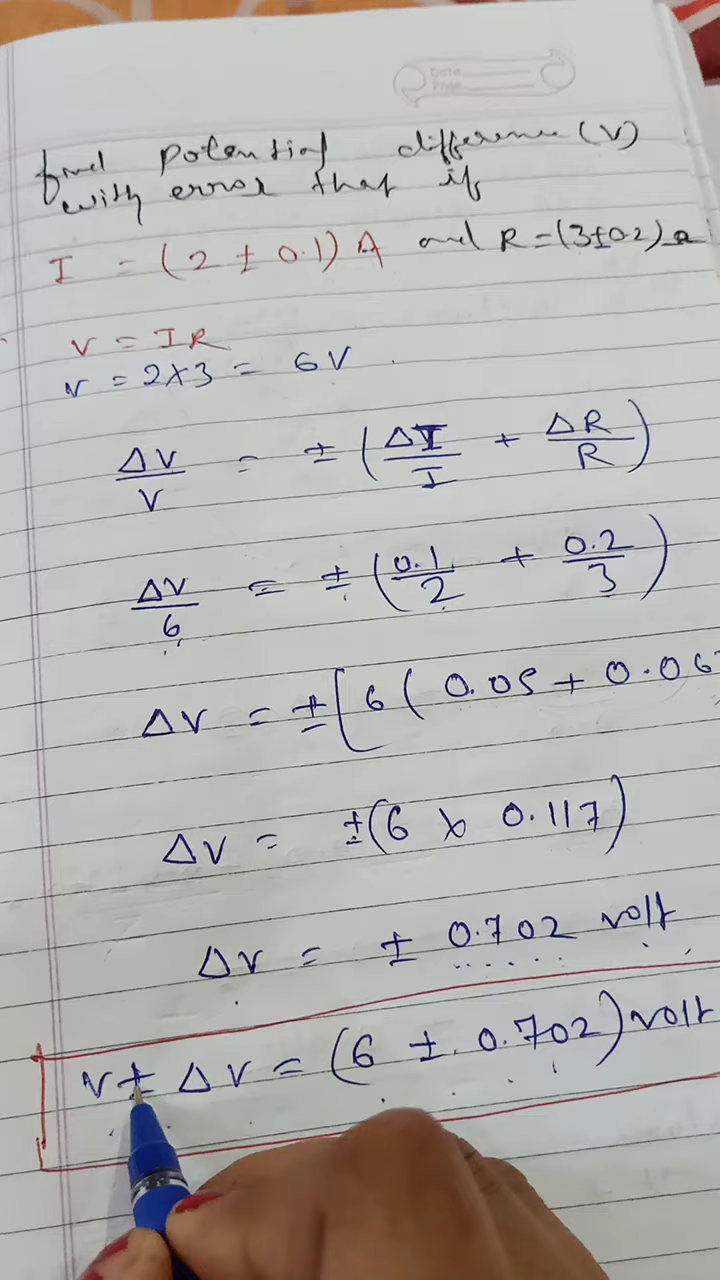 Date
Page
find potential difference (V)
with error that if
I = (2 ± 0.1) A and R = (3±0.2) Ω
V = IR
V = 2×3 = 6V
ΔV/V = ± (ΔI/I + ΔR/R)
ΔV/6 = ± (0.1/2 + 0.2/3)
ΔV = ± [6 ( 0.05 + 0.06
ΔV = ±(6 × 0.117)
ΔV = ± 0.702 volt
V ± ΔV = (6 ± 0.702) volt